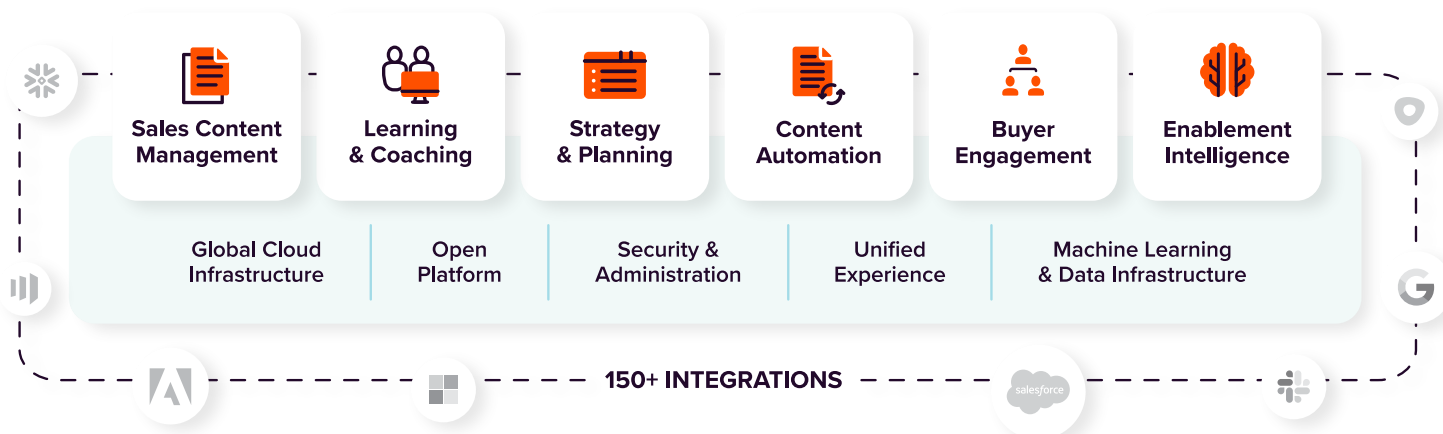 Sales Content
Management
Learning
& Coaching
Strategy
& Planning
Content
Automation
Buyer
Engagement
Enablement
Intelligence
Global Cloud
Infrastructure
Open
Platform
Security &
Administration
Unified
Experience
Machine Learning
& Data Infrastructure
150+ INTEGRATIONS
salesforce